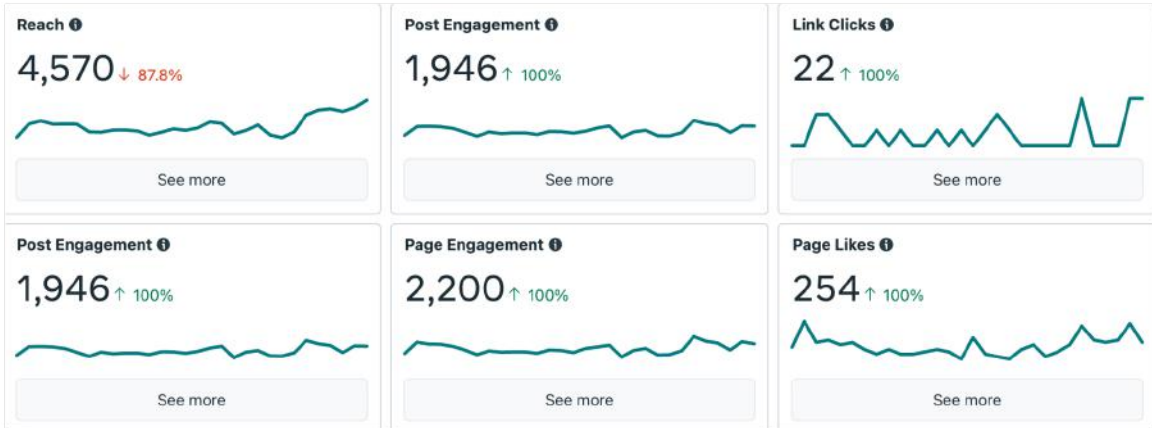 Reach
4,570 ↓ 87.8%
See more
Post Engagement
1,946 ↑ 100%
See more
Link Clicks
22 ↑ 100%
See more
Post Engagement
1,946 ↑ 100%
See more
Page Engagement
2,200 ↑ 100%
See more
Page Likes
254 ↑ 100%
See more